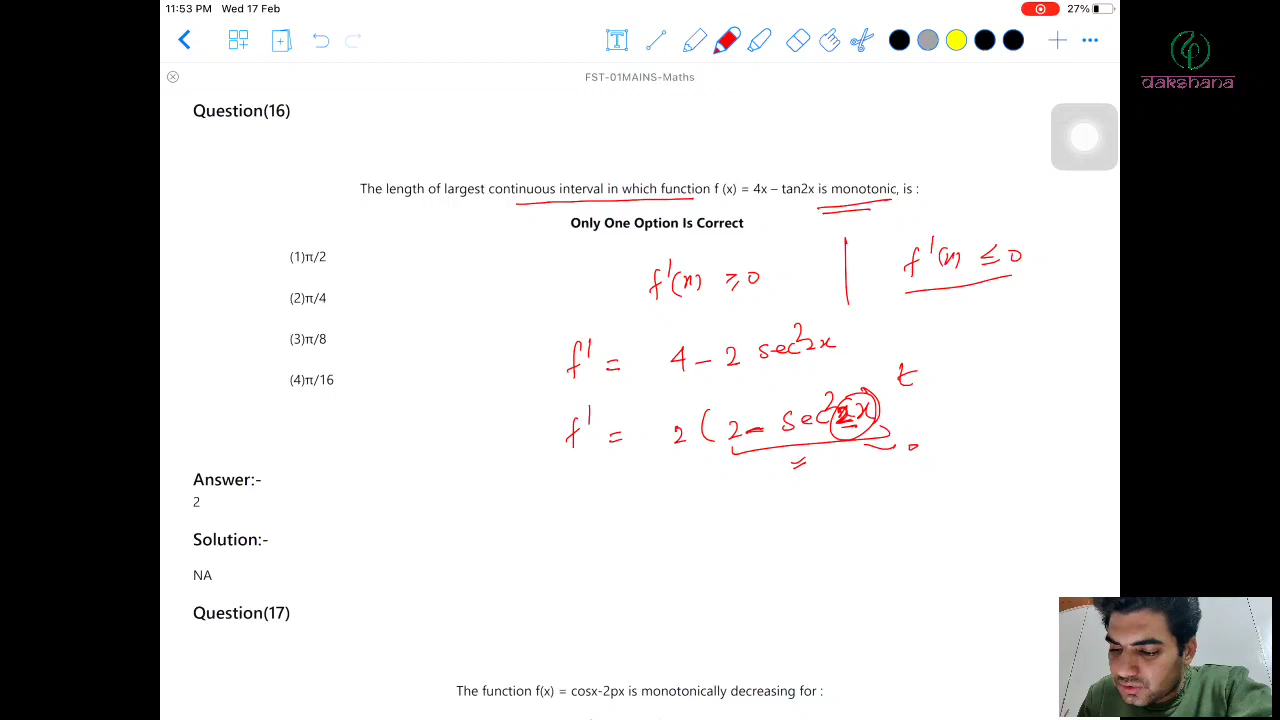 11:53 PM Wed 17 Feb
27%
dakshana
FST-01MAINS-Maths
Question(16)
The length of largest continuous interval in which function f (x) = 4x – tan2x is monotonic, is :
Only One Option Is Correct
(1)π/2
(2)π/4
(3)π/8
(4)π/16
f'(x) ≥ 0 | f'(x) ≤ 0
f' = 4 – 2 sec²2x
t
f' = 2 ( 2 – sec²2x )
Answer:-
2
Solution:-
NA
Question(17)
The function f(x) = cosx-2px is monotonically decreasing for :